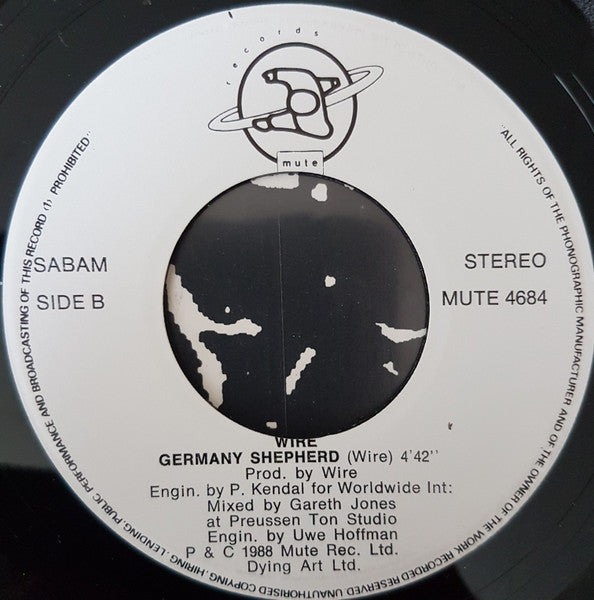 records
mute
SABAM
STEREO
SIDE B
MUTE 4684
WIRE
GERMANY SHEPHERD (Wire) 4'42''
Prod. by Wire
Engin. by P. Kendal for Worldwide Int:
Mixed by Gareth Jones
at Preussen Ton Studio
Engin. by Uwe Hoffman
P & C 1988 Mute Rec. Ltd.
Dying Art Ltd.
"ALL RIGHTS OF THE PHONOGRAPHIC MANUFACTURER AND OF THE OWNER OF THE WORK RECORDED RESERVED UNAUTHORISED COPYING, HIRING, LENDING, PUBLIC PERFORMANCE AND BROADCASTING OF THIS RECORD (1) PROHIBITED"